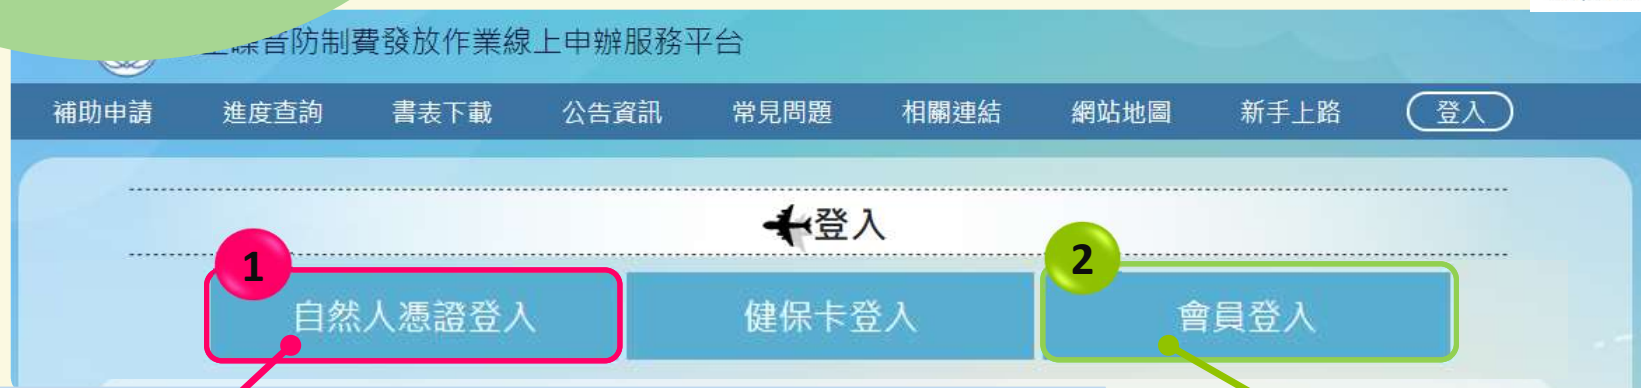 噪音防制費發放作業線上申辦服務平台
補助申請 進度查詢 書表下載 公告資訊 常見問題 相關連結 網站地圖 新手上路 登入
登入
1 2
自然人憑證登入 健保卡登入 會員登入